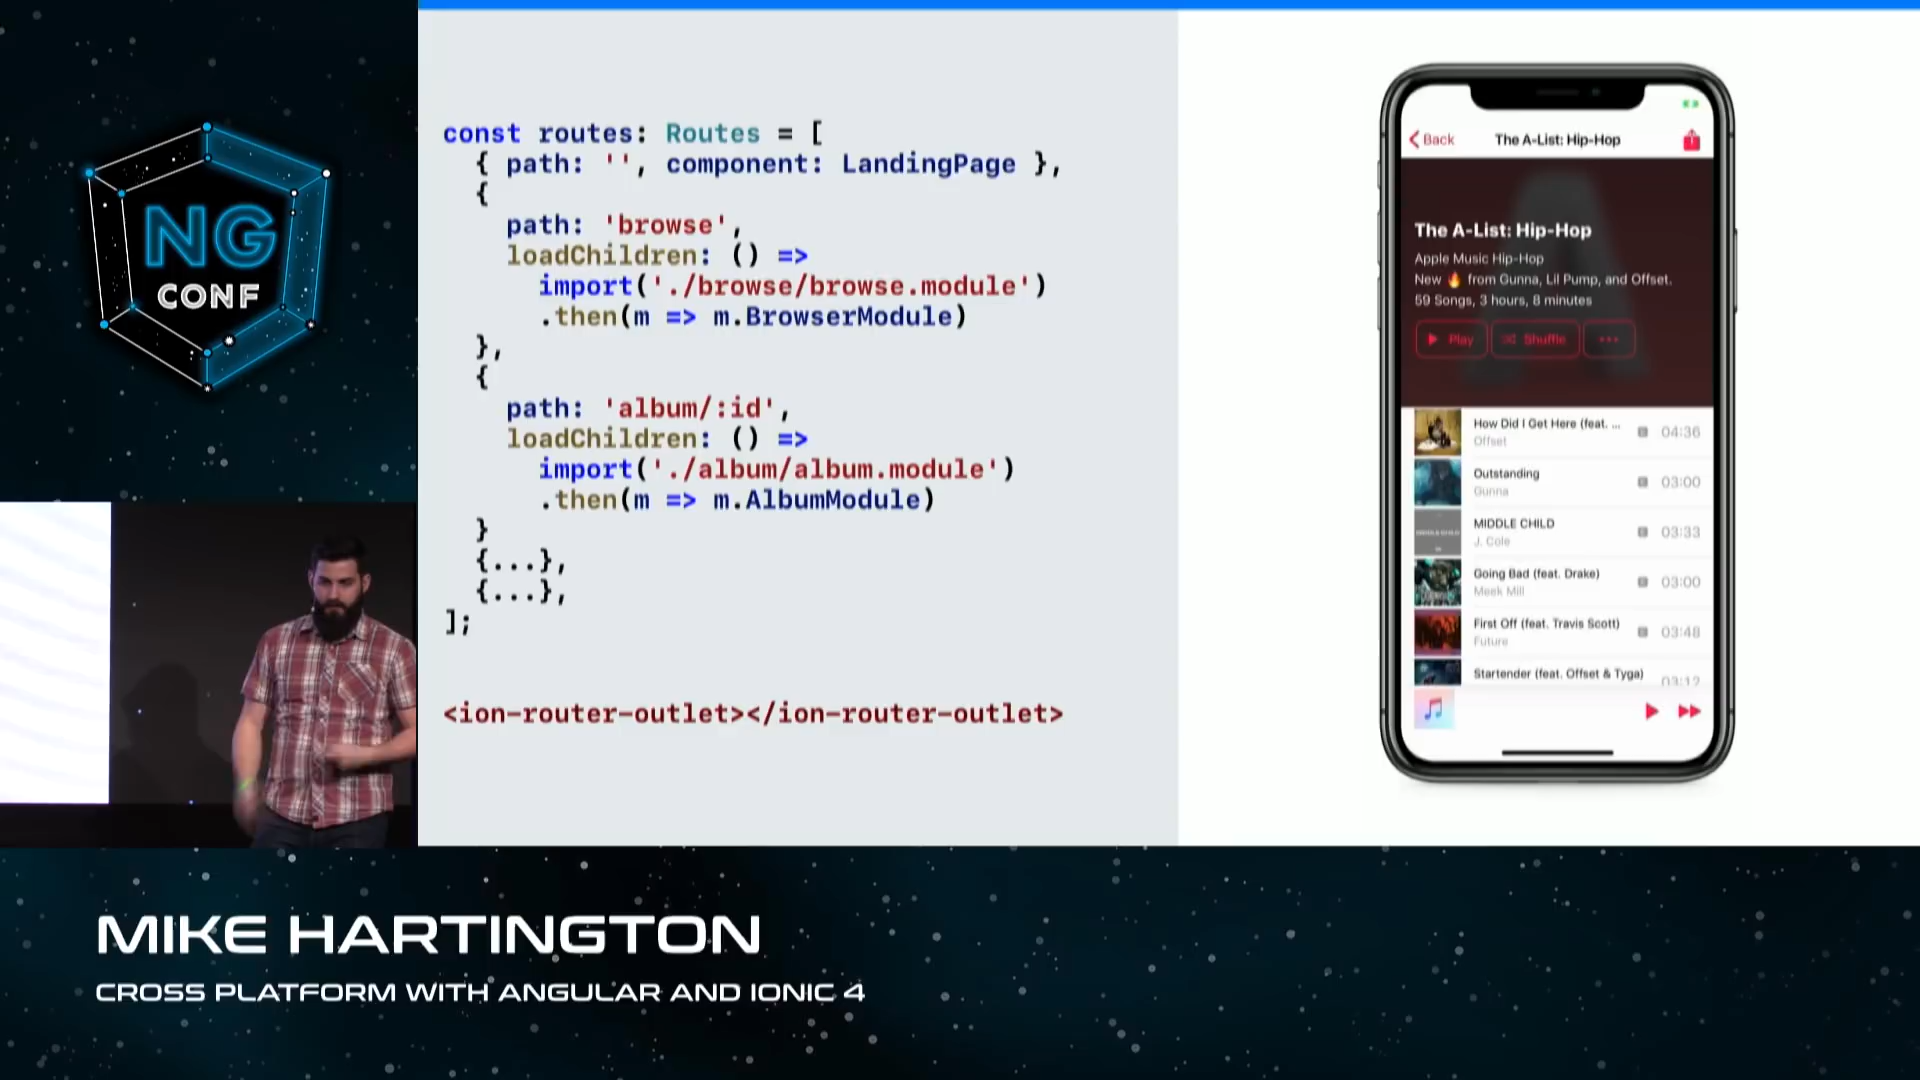 NG
CONF
const routes: Routes = [
{ path: '', component: LandingPage },
{
path: 'browse',
loadChildren: () =>
import('./browse/browse.module')
.then(m => m.BrowserModule)
},
{
path: 'album/:id',
loadChildren: () =>
import('./album/album.module')
.then(m => m.AlbumModule)
}
{...},
{...},
];
<ion-router-outlet></ion-router-outlet>
Back
The A-List: Hip-Hop
The A-List: Hip-Hop
Apple Music Hip-Hop
New 🔥 from Gunna, Lil Pump, and Offset.
59 Songs, 3 hours, 8 minutes
Play
Shuffle
...
How Did I Get Here (feat. ...
Offset
04:36
Outstanding
Gunna
03:00
MIDDLE CHILD
J. Cole
03:33
Going Bad (feat. Drake)
Meek Mill
03:00
First Off (feat. Travis Scott)
Future
03:48
Startender (feat. Offset & Tyga)
03:12
MIKE HARTINGTON
CROSS PLATFORM WITH ANGULAR AND IONIC 4